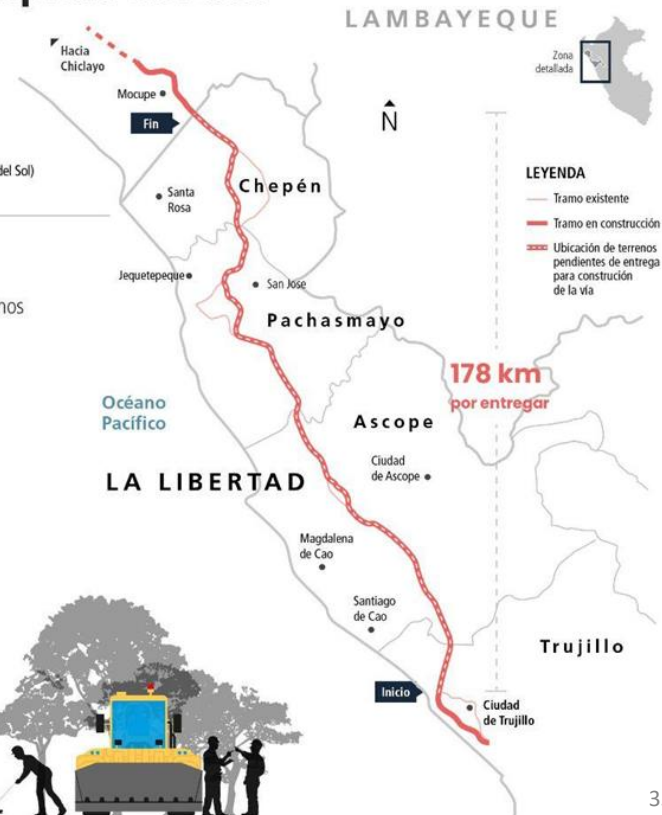 LAMBAYEQUE
Hacia
Chiclayo
Zona
detallada
Mocupe
N
Fin
del Sol)
LEYENDA
Chepén
Santa
Rosa
Tramo existente
Tramo en construcción
Ubicación de terrenos
pendientes de entrega
para construción
de la vía
Jequetepeque
San Jose
nos
Pachasmayo
178 km
por entregar
Océano
Pacífico
Ascope
Ciudad
de Ascope
LA LIBERTAD
Magdalena
de Cao
Santiago
de Cao
Trujillo
Inicio
Ciudad
de Trujillo
3